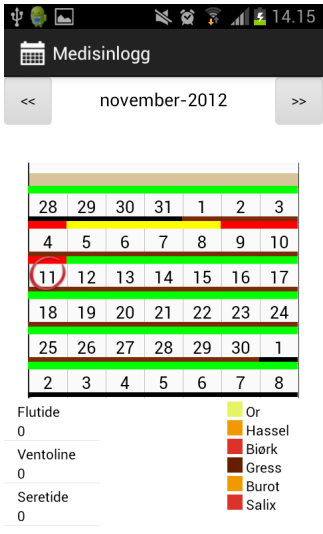 14.15
Medisinlogg
<< november-2012 >>
28 29 30 31 1 2 3
4 5 6 7 8 9 10
11 12 13 14 15 16 17
18 19 20 21 22 23 24
25 26 27 28 29 30 1
2 3 4 5 6 7 8
Flutide
0
Ventoline
0
Seretide
0
Or
Hassel
Biørk
Gress
Burot
Salix